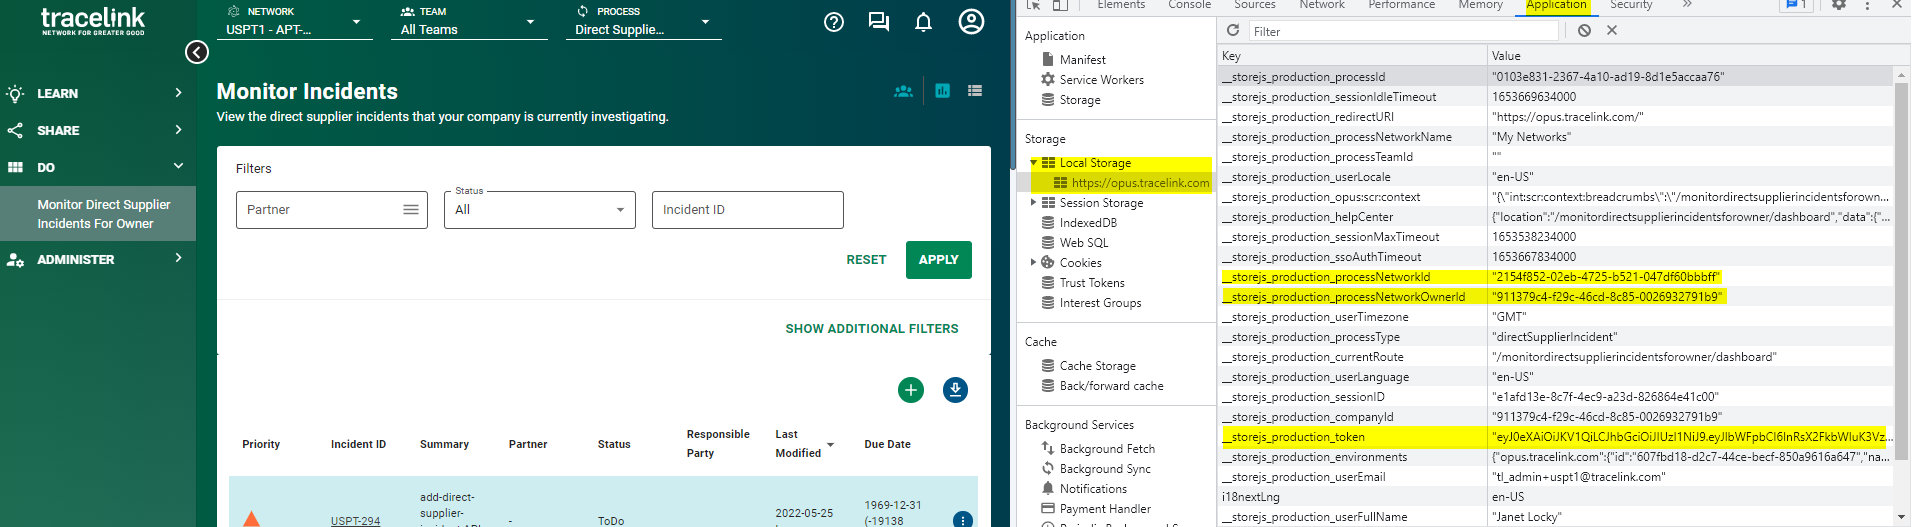 tracelink
NETWORK FOR GREATER GOOD
NETWORK
USPT1 - APT-...
TEAM
All Teams
PROCESS
Direct Supplie...
LEARN
SHARE
DO
Monitor Direct Supplier
Incidents For Owner
ADMINISTER
Monitor Incidents
View the direct supplier incidents that your company is currently investigating.
Filters
Partner
Status
All
Incident ID
RESET
APPLY
SHOW ADDITIONAL FILTERS
Priority
Incident ID
Summary
Partner
Status
Responsible
Party
Last
Modified
Due Date
USPT-294
add-direct-
supplier-
-
ToDo
2022-05-25
1969-12-31
(-19138
Elements
Console
Sources
Network
Performance
Memory
Application
Security
»
1
Application
Manifest
Service Workers
Storage
Storage
Local Storage
https://opus.tracelink.com
Session Storage
IndexedDB
Web SQL
Cookies
Trust Tokens
Interest Groups
Cache
Cache Storage
Back/forward cache
Background Services
Background Fetch
Background Sync
Notifications
Payment Handler
Filter
Key Value
__storejs_production_processId "0103e831-2367-4a10-ad19-8d1e5accaa76"
__storejs_production_sessionIdleTimeout 1653669634000
__storejs_production_redirectURI "https://opus.tracelink.com/"
__storejs_production_processNetworkName "My Networks"
__storejs_production_processTeamId ""
__storejs_production_userLocale "en-US"
__storejs_production_opus:scr:context "{\"int:scr:context:breadcrumbs\":\"/monitordirectsupplierincidentsforown...
__storejs_production_helpCenter {"location":"/monitordirectsupplierincidentsforowner/dashboard","data":{"...
__storejs_production_sessionMaxTimeout 1653538234000
__storejs_production_ssoAuthTimeout 1653667834000
__storejs_production_processNetworkId "2154f852-02eb-4725-b521-047df60bbbff"
__storejs_production_processNetworkOwnerId "911379c4-f29c-46cd-8c85-0026932791b9"
__storejs_production_userTimezone "GMT"
__storejs_production_processType "directSupplierIncident"
__storejs_production_currentRoute "/monitordirectsupplierincidentsforowner/dashboard"
__storejs_production_userLanguage "en-US"
__storejs_production_sessionID "e1afd13e-8c7f-4ec9-a23d-826864e41c00"
__storejs_production_companyId "911379c4-f29c-46cd-8c85-0026932791b9"
__storejs_production_token "eyJ0eXAiOiJKV1QiLCJhbGciOiJIUzI1NiJ9.eyJlbWFpbCI6InRsX2FkbWluK3Vz...
__storejs_production_environments {"opus.tracelink.com":{"id":"607fbd18-d2c7-44ce-becf-850a9616a647","na...
__storejs_production_userEmail "tl_admin+uspt1@tracelink.com"
i18nextLng en-US
__storejs_production_userFullName "Janet Locky"